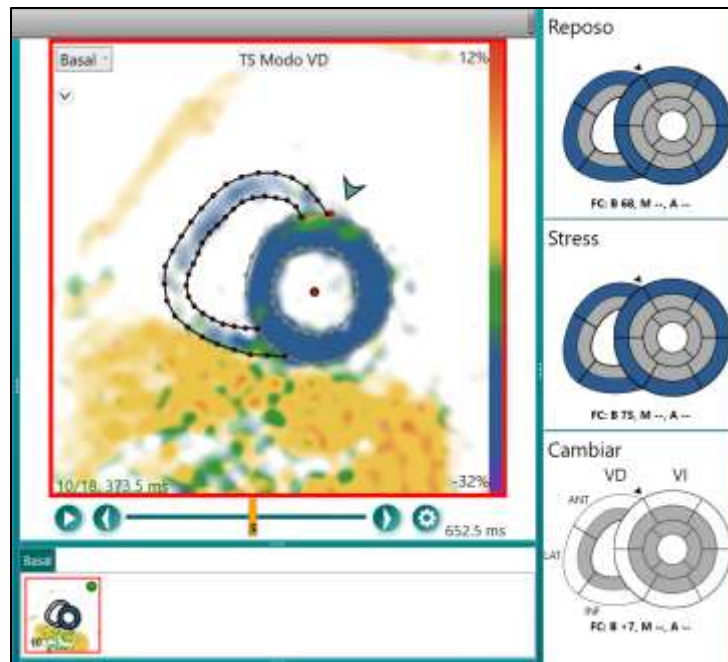 Basal
TS Modo VD
12%
10/18, 373.5 ms
-32%
652.5 ms
Basal
Reposo
FC: B 68, M --, A --
Stress
FC: B 75, M --, A --
Cambiar
VD
VI
ANT
LAT
INF
FC: B +7, M --, A --